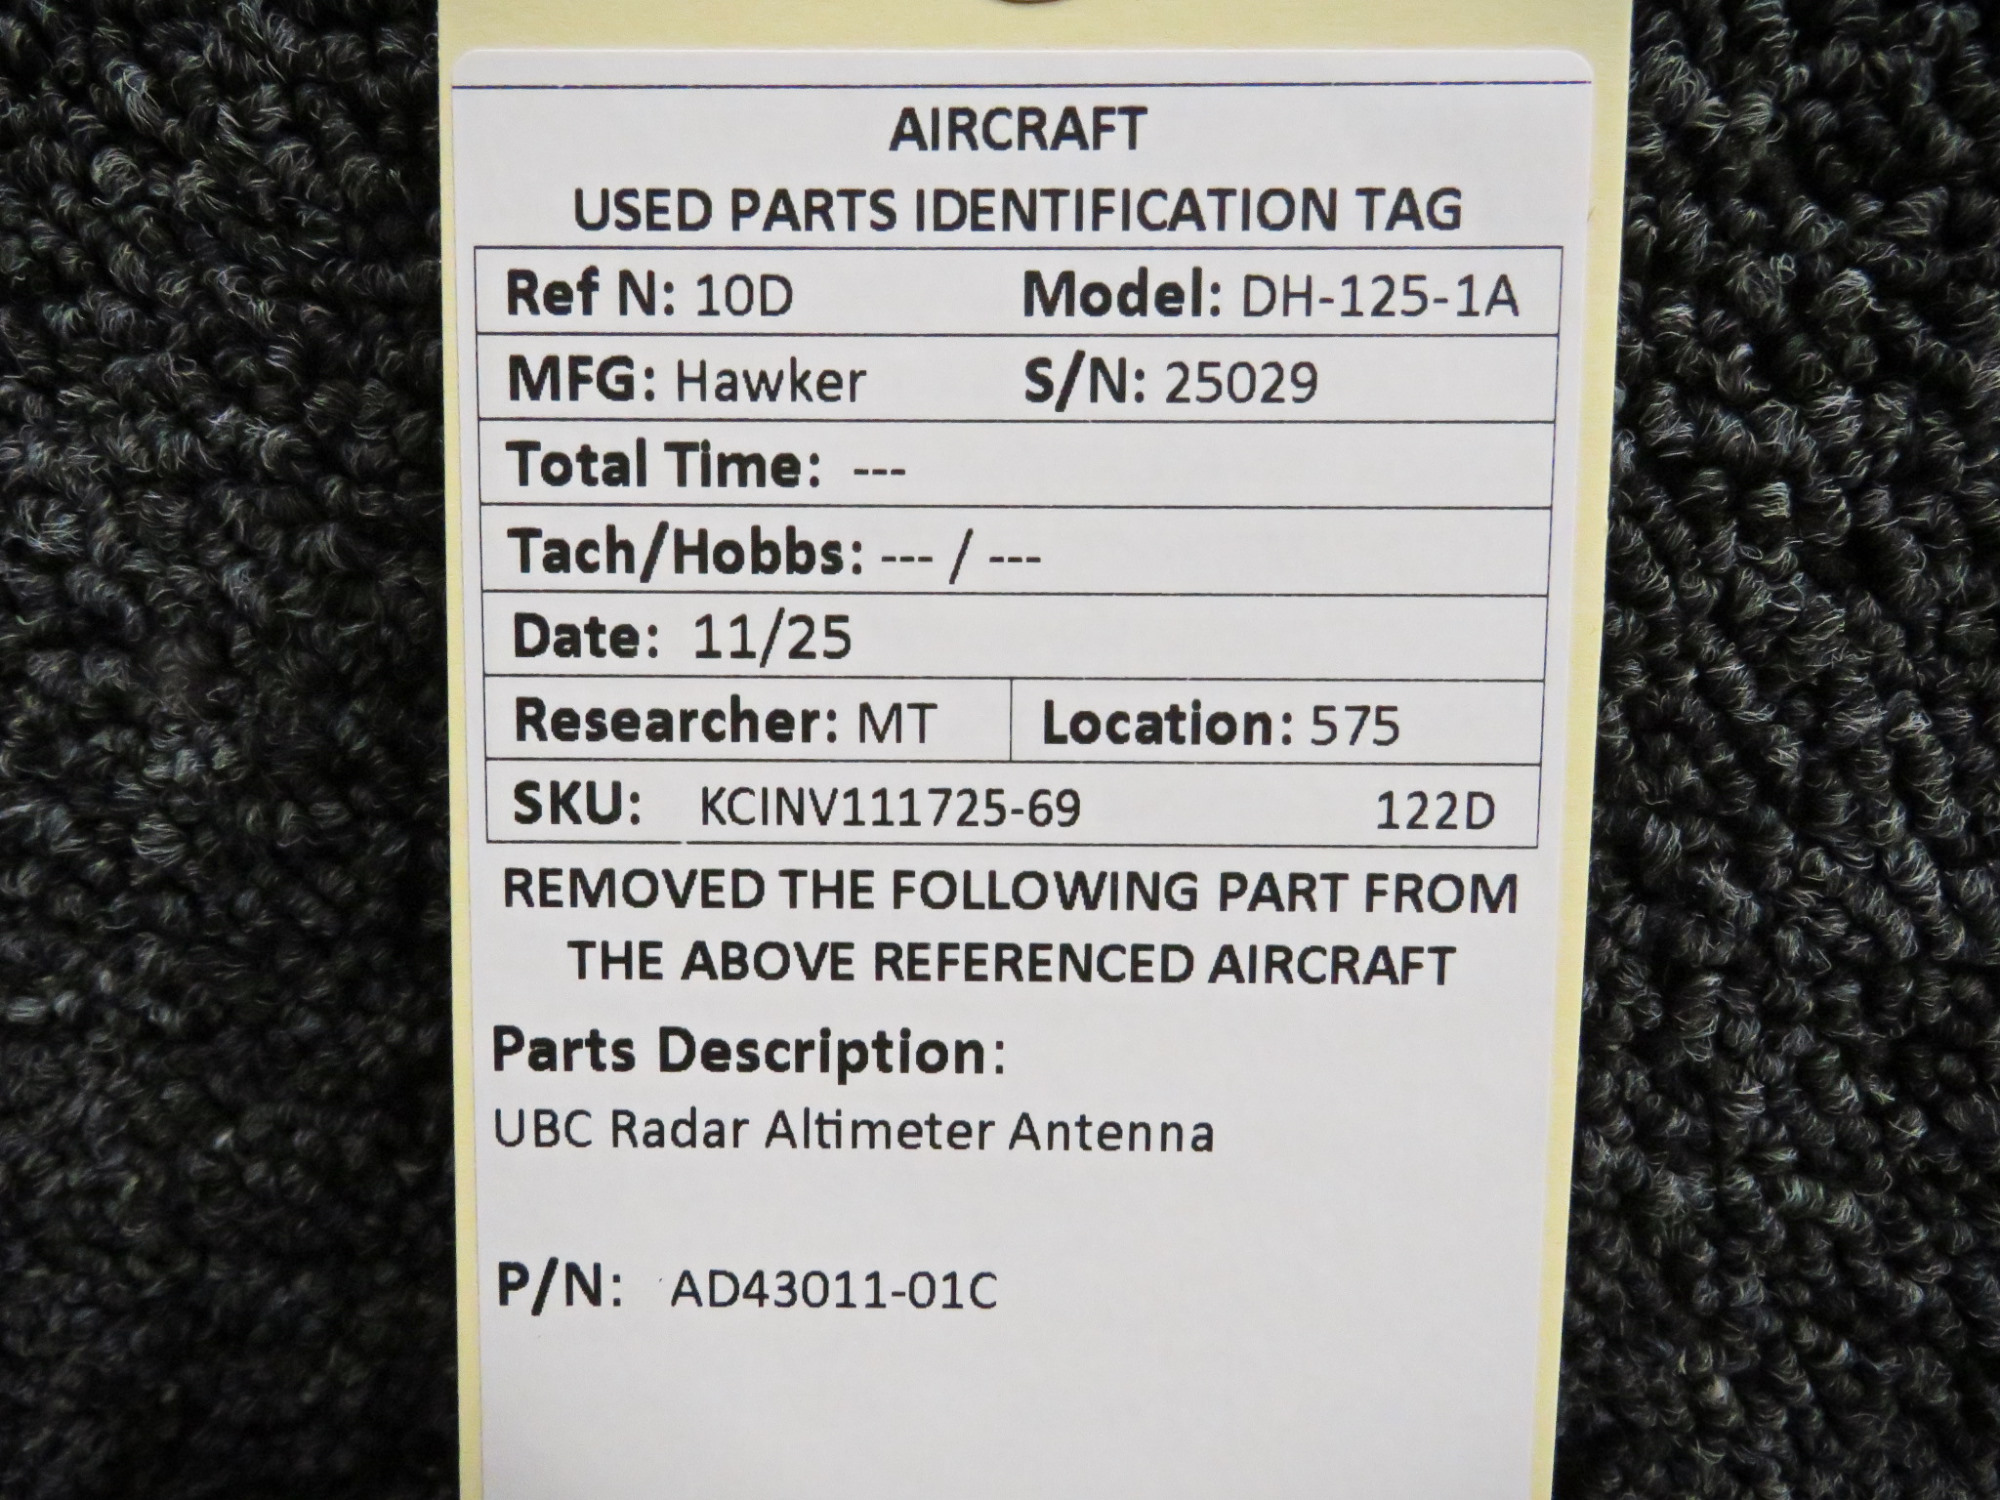 AIRCRAFT
USED PARTS IDENTIFICATION TAG
Ref N: 10D Model: DH-125-1A
MFG: Hawker S/N: 25029
Total Time: ---
Tach/Hobbs: --- / ---
Date: 11/25
Researcher: MT Location: 575
SKU: KCINV111725-69 122D
REMOVED THE FOLLOWING PART FROM
THE ABOVE REFERENCED AIRCRAFT
Parts Description:
UBC Radar Altimeter Antenna
P/N: AD43011-01C